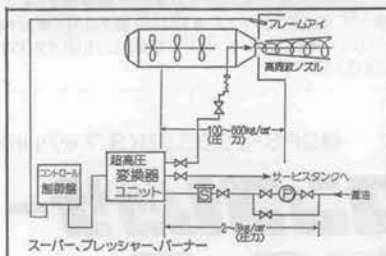 フレームアイ
高周波ノズル
100~600kg/cm²
(圧 力)
超高圧
変換器
ユニット
コントロール
制御盤
サービスタンクへ
S
P
重油
2~3kg/cm²
(圧力)
スーパー、プレッシャー、バーナー